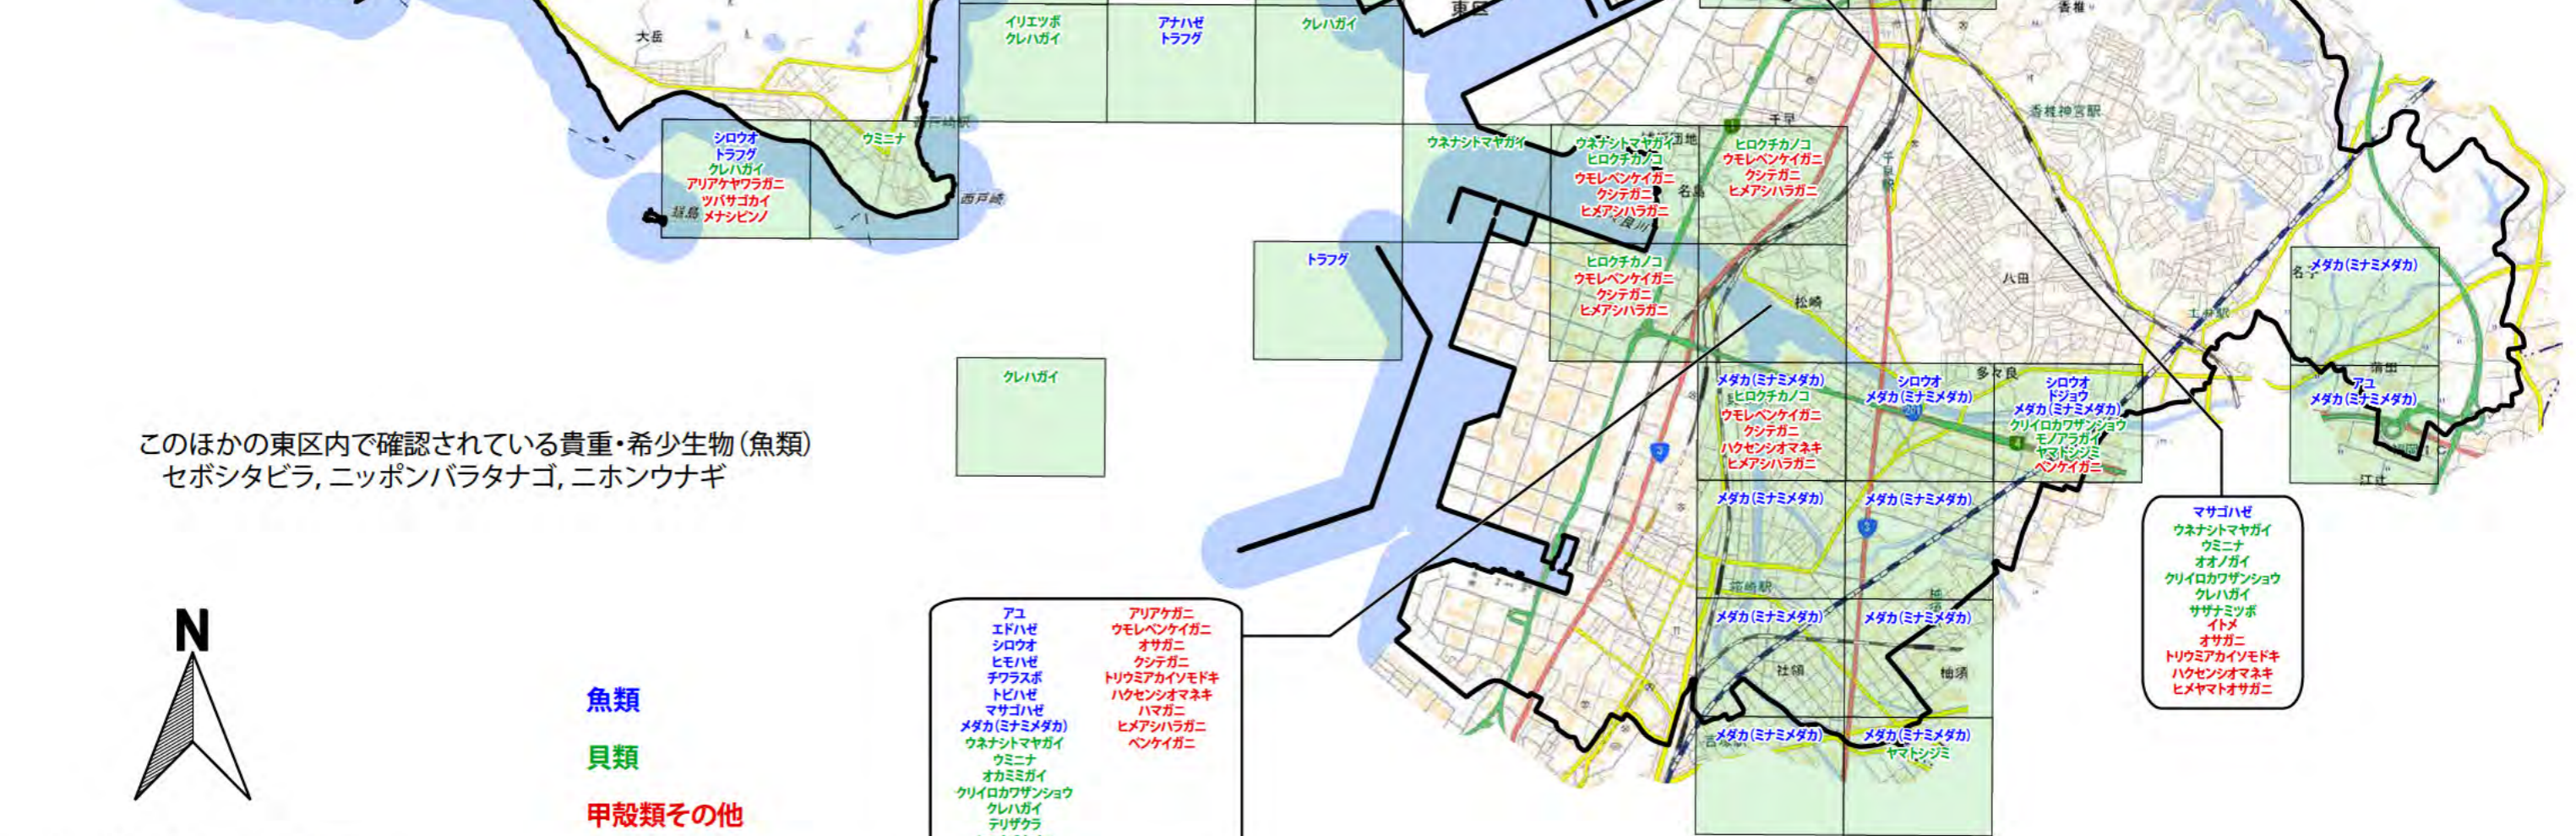 東区
香椎
大岳
イリエツボ
クレハガイ
アナハゼ
トラフグ
クレハガイ
香椎神宮駅
千早
シロウオ
トラフグ
クレハガイ
アリアケヤワラガニ
ツバサゴカイ
メナシピンノ
ウミニナ
西戸崎
ウネナシトマヤガイ
ウネナシトマヤガイ
ヒロクチカノコ
ウモレベンケイガニ
クシテガニ
ヒメアシハラガニ
名島
ヒロクチカノコ
ウモレベンケイガニ
クシテガニ
ヒメアシハラガニ
千早駅
トラフグ
ヒロクチカノコ
ウモレベンケイガニ
クシテガニ
ヒメアシハラガニ
松崎
八田
土井駅
メダカ(ミナミメダカ)
クレハガイ
メダカ(ミナミメダカ)
ヒロクチカノコ
ウモレベンケイガニ
クシテガニ
ハクセンシオマネキ
ヒメアシハラガニ
シロウオ
メダカ(ミナミメダカ)
201
多々良
シロウオ
ドジョウ
メダカ(ミナミメダカ)
クリイロカワザンショウ
モノアラガイ
ヤマトシジミ
ベンケイガニ
4
蒲田
アユ
メダカ(ミナミメダカ)
江辻
3
このほかの東区内で確認されている貴重・希少生物(魚類)
セボシタビラ, ニッポンバラタナゴ, ニホンウナギ
メダカ(ミナミメダカ)
メダカ(ミナミメダカ)
3
箱崎駅
メダカ(ミナミメダカ)
メダカ(ミナミメダカ)
社領
柚須
メダカ(ミナミメダカ)
メダカ(ミナミメダカ)
ヤマトシジミ
マサゴハゼ
ウネナシトマヤガイ
ウミニナ
オオノガイ
クリイロカワザンショウ
クレハガイ
サザナミツボ
イトメ
オサガニ
トリウミアカイソモドキ
ハクセンシオマネキ
ヒメヤマトオサガニ
N
魚類
貝類
甲殻類その他
アユ
エドハゼ
シロウオ
ヒモハゼ
チワラスボ
トビハゼ
マサゴハゼ
メダカ(ミナミメダカ)
ウネナシトマヤガイ
ウミニナ
オカミミガイ
クリイロカワザンショウ
クレハガイ
テリザクラ
アリアケガニ
ウモレベンケイガニ
オサガニ
クシテガニ
トリウミアカイソモドキ
ハクセンシオマネキ
ハマガニ
ヒメアシハラガニ
ベンケイガニ